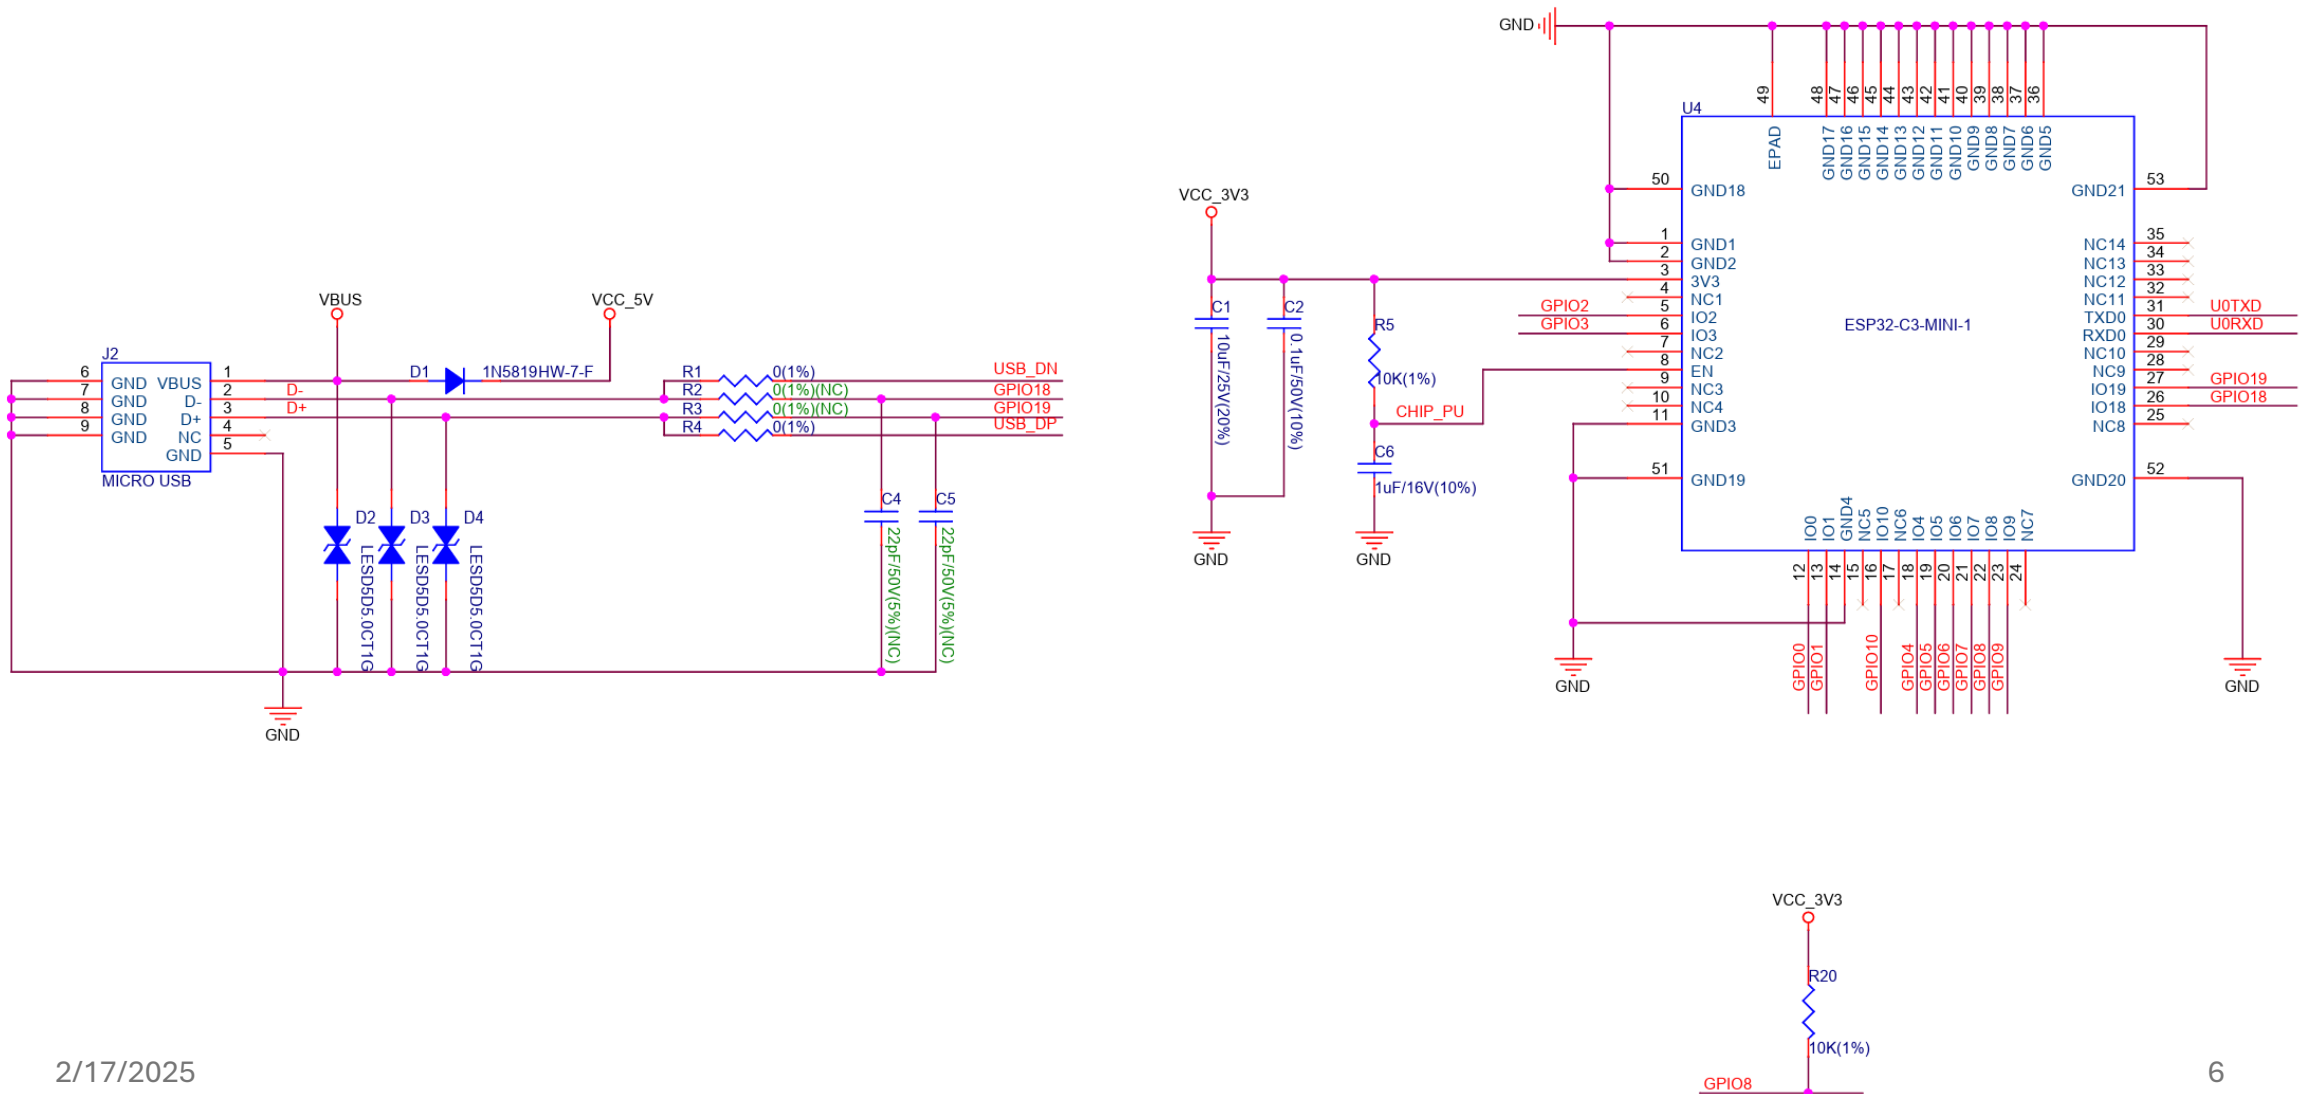 GND
49
48
47
46
45
44
43
42
41
40
39
38
37
36
U4
EPAD
GND17
GND16
GND15
GND14
GND13
GND12
GND11
GND10
GND9
GND8
GND7
GND6
GND5
50 GND18
GND21 53
VCC_3V3
1 GND1
2 GND2
3 3V3
4 NC1
GPIO2 5 IO2
GPIO3 6 IO3
7 NC2
8 EN
9 NC3
10 NC4
11 GND3
51 GND19
ESP32-C3-MINI-1
NC14 35
NC13 34
NC12 33
NC11 32
TXD0 31 U0TXD
RXD0 30 U0RXD
NC10 29
NC9 28
IO19 27 GPIO19
IO18 26 GPIO18
NC8 25
GND20 52
IO0
IO1
GND4
NC5
IO10
NC6
IO4
IO5
IO6
IO7
IO8
IO9
NC7
12
13
14
15
16
17
18
19
20
21
22
23
24
GPIO0
GPIO1
GPIO10
GPIO4
GPIO5
GPIO6
GPIO7
GPIO8
GPIO9
GND
GND
C1
10uF/25V(20%)
C2
0.1uF/50V(10%)
R5
10K(1%)
CHIP_PU
C6
1uF/16V(10%)
GND
GND
VBUS
VCC_5V
J2
6 GND VBUS 1
7 GND D- 2 D-
8 GND D+ 3 D+
9 GND NC 4
GND 5
MICRO USB
D1 1N5819HW-7-F
R1 0(1%) USB_DN
R2 0(1%)(NC) GPIO18
R3 0(1%)(NC) GPIO19
R4 0(1%) USB_DP
D2
LESD5D5.0CT1G
D3
LESD5D5.0CT1G
D4
LESD5D5.0CT1G
C4
22pF/50V(5%)(NC)
C5
22pF/50V(5%)(NC)
GND
VCC_3V3
R20
10K(1%)
GPIO8
2/17/2025
6